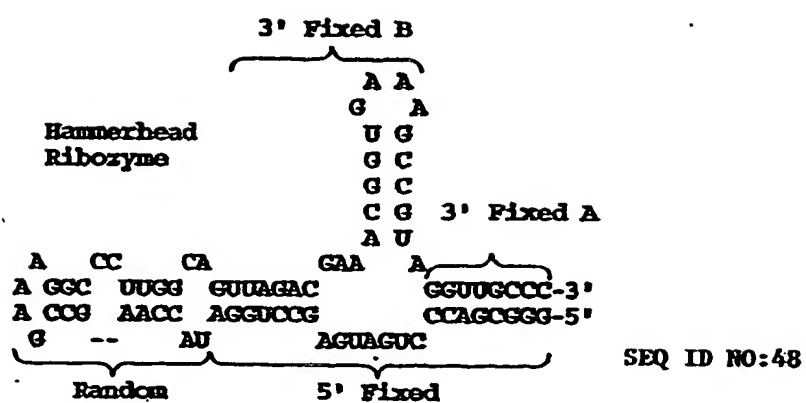 3' Fixed B
A A
G A
Hammerhead U G
Ribozyme G C
G C
C G 3' Fixed A
A U
A CC CA GAA A
A GGC UUGG GUUAGAC GGUUGCCC-3'
A CCG AACC AGGUCCG CCAGCGGG-5'
G -- AU AGUAGUC
SEQ ID NO:48
Random 5' Fixed